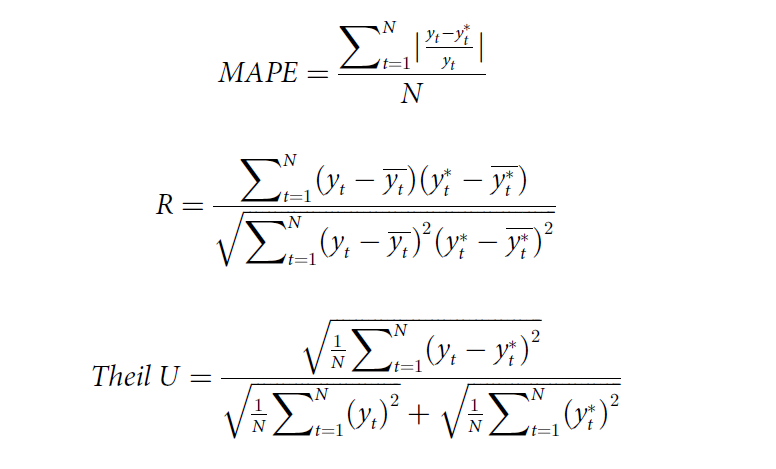 MAPE = \frac{\sum_{t=1}^{N} | \frac{y_t - y_t^*}{y_t} |}{N}
R = \frac{\sum_{t=1}^{N} (y_t - \overline{y_t})(y_t^* - \overline{y_t^*})}{\sqrt{\sum_{t=1}^{N} (y_t - \overline{y_t})^2 (y_t^* - \overline{y_t^*})^2}}
Theil U = \frac{\sqrt{\frac{1}{N} \sum_{t=1}^{N} (y_t - y_t^*)^2}}{\sqrt{\frac{1}{N} \sum_{t=1}^{N} (y_t)^2} + \sqrt{\frac{1}{N} \sum_{t=1}^{N} (y_t^*)^2}}